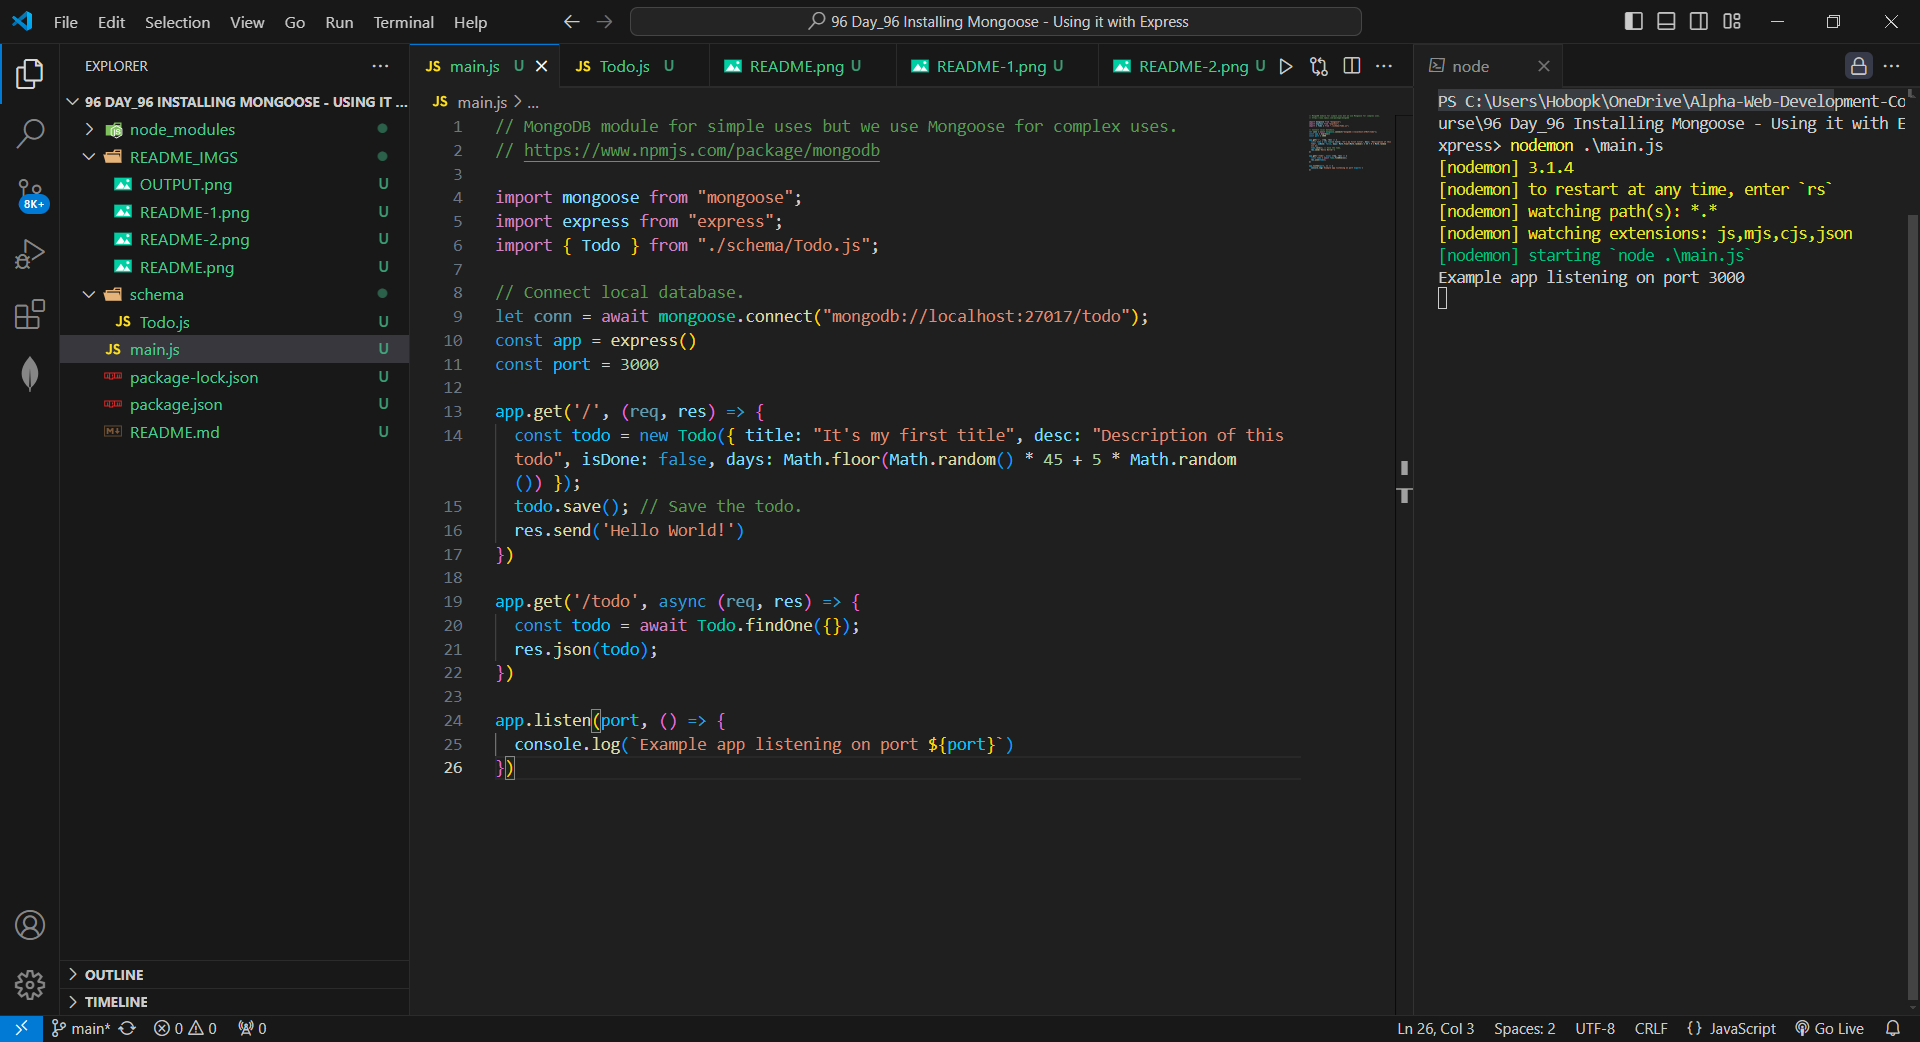 File Edit Selection View Go Run Terminal Help
96 Day_96 Installing Mongoose - Using it with Express
EXPLORER
96 DAY_96 INSTALLING MONGOOSE - USING IT ...
node_modules
README_IMGS
OUTPUT.png U
README-1.png U
README-2.png U
README.png U
schema
Todo.js U
main.js U
package-lock.json U
package.json U
README.md U
8K+
OUTLINE
TIMELINE
JS main.js U
JS Todo.js U
README.png U
README-1.png U
README-2.png U
JS main.js > ...
1 // MongoDB module for simple uses but we use Mongoose for complex uses.
2 // https://www.npmjs.com/package/mongodb
3
4 import mongoose from "mongoose";
5 import express from "express";
6 import { Todo } from "./schema/Todo.js";
7
8 // Connect local database.
9 let conn = await mongoose.connect("mongodb://localhost:27017/todo");
10 const app = express()
11 const port = 3000
12
13 app.get('/', (req, res) => {
14 const todo = new Todo({ title: "It's my first title", desc: "Description of this
todo", isDone: false, days: Math.floor(Math.random() * 45 + 5 * Math.random
()) });
15 todo.save(); // Save the todo.
16 res.send('Hello World!')
17 })
18
19 app.get('/todo', async (req, res) => {
20 const todo = await Todo.findOne({});
21 res.json(todo);
22 })
23
24 app.listen(port, () => {
25 console.log(`Example app listening on port ${port}`)
26 })
node
PS C:\Users\Hobopk\OneDrive\Alpha-Web-Development-Co
urse\96 Day_96 Installing Mongoose - Using it with E
xpress> nodemon .\main.js
[nodemon] 3.1.4
[nodemon] to restart at any time, enter `rs`
[nodemon] watching path(s): *.*
[nodemon] watching extensions: js,mjs,cjs,json
[nodemon] starting `node .\main.js`
Example app listening on port 3000
main* 0 0 0
Ln 26, Col 3 Spaces: 2 UTF-8 CRLF {} JavaScript Go Live